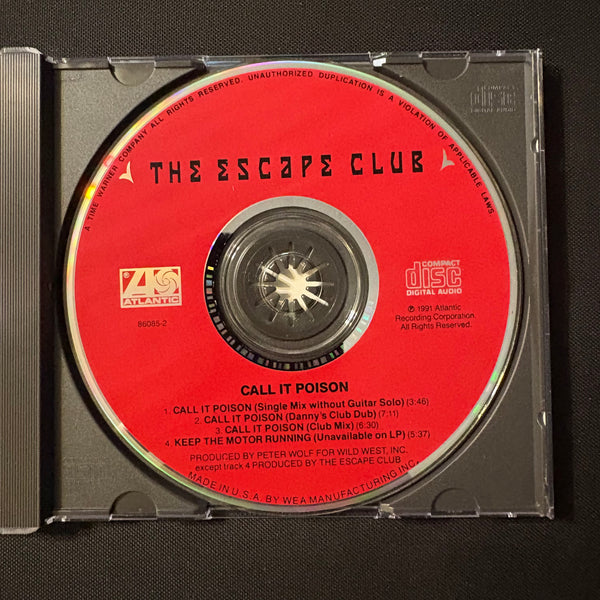 A TIME WARNER COMPANY ALL RIGHTS RESERVED. UNAUTHORIZED DUPLICATION IS A VIOLATION OF APPLICABLE LAWS.
THE ESCAPE CLUB
ATLANTIC
86085-2
COMPACT
disc
DIGITAL AUDIO
℗ 1991 Atlantic
Recording Corporation.
All Rights Reserved.
CALL IT POISON
1. CALL IT POISON (Single Mix without Guitar Solo) (3:46)
2. CALL IT POISON (Danny's Club Dub) (7:11)
3. CALL IT POISON (Club Mix) (6:30)
4. KEEP THE MOTOR RUNNING (Unavailable on LP) (5:37)
PRODUCED BY PETER WOLF FOR WILD WEST, INC.
except track 4 PRODUCED BY THE ESCAPE CLUB
MADE IN U.S.A. BY WEA MANUFACTURING INC.
COMPACT
disc